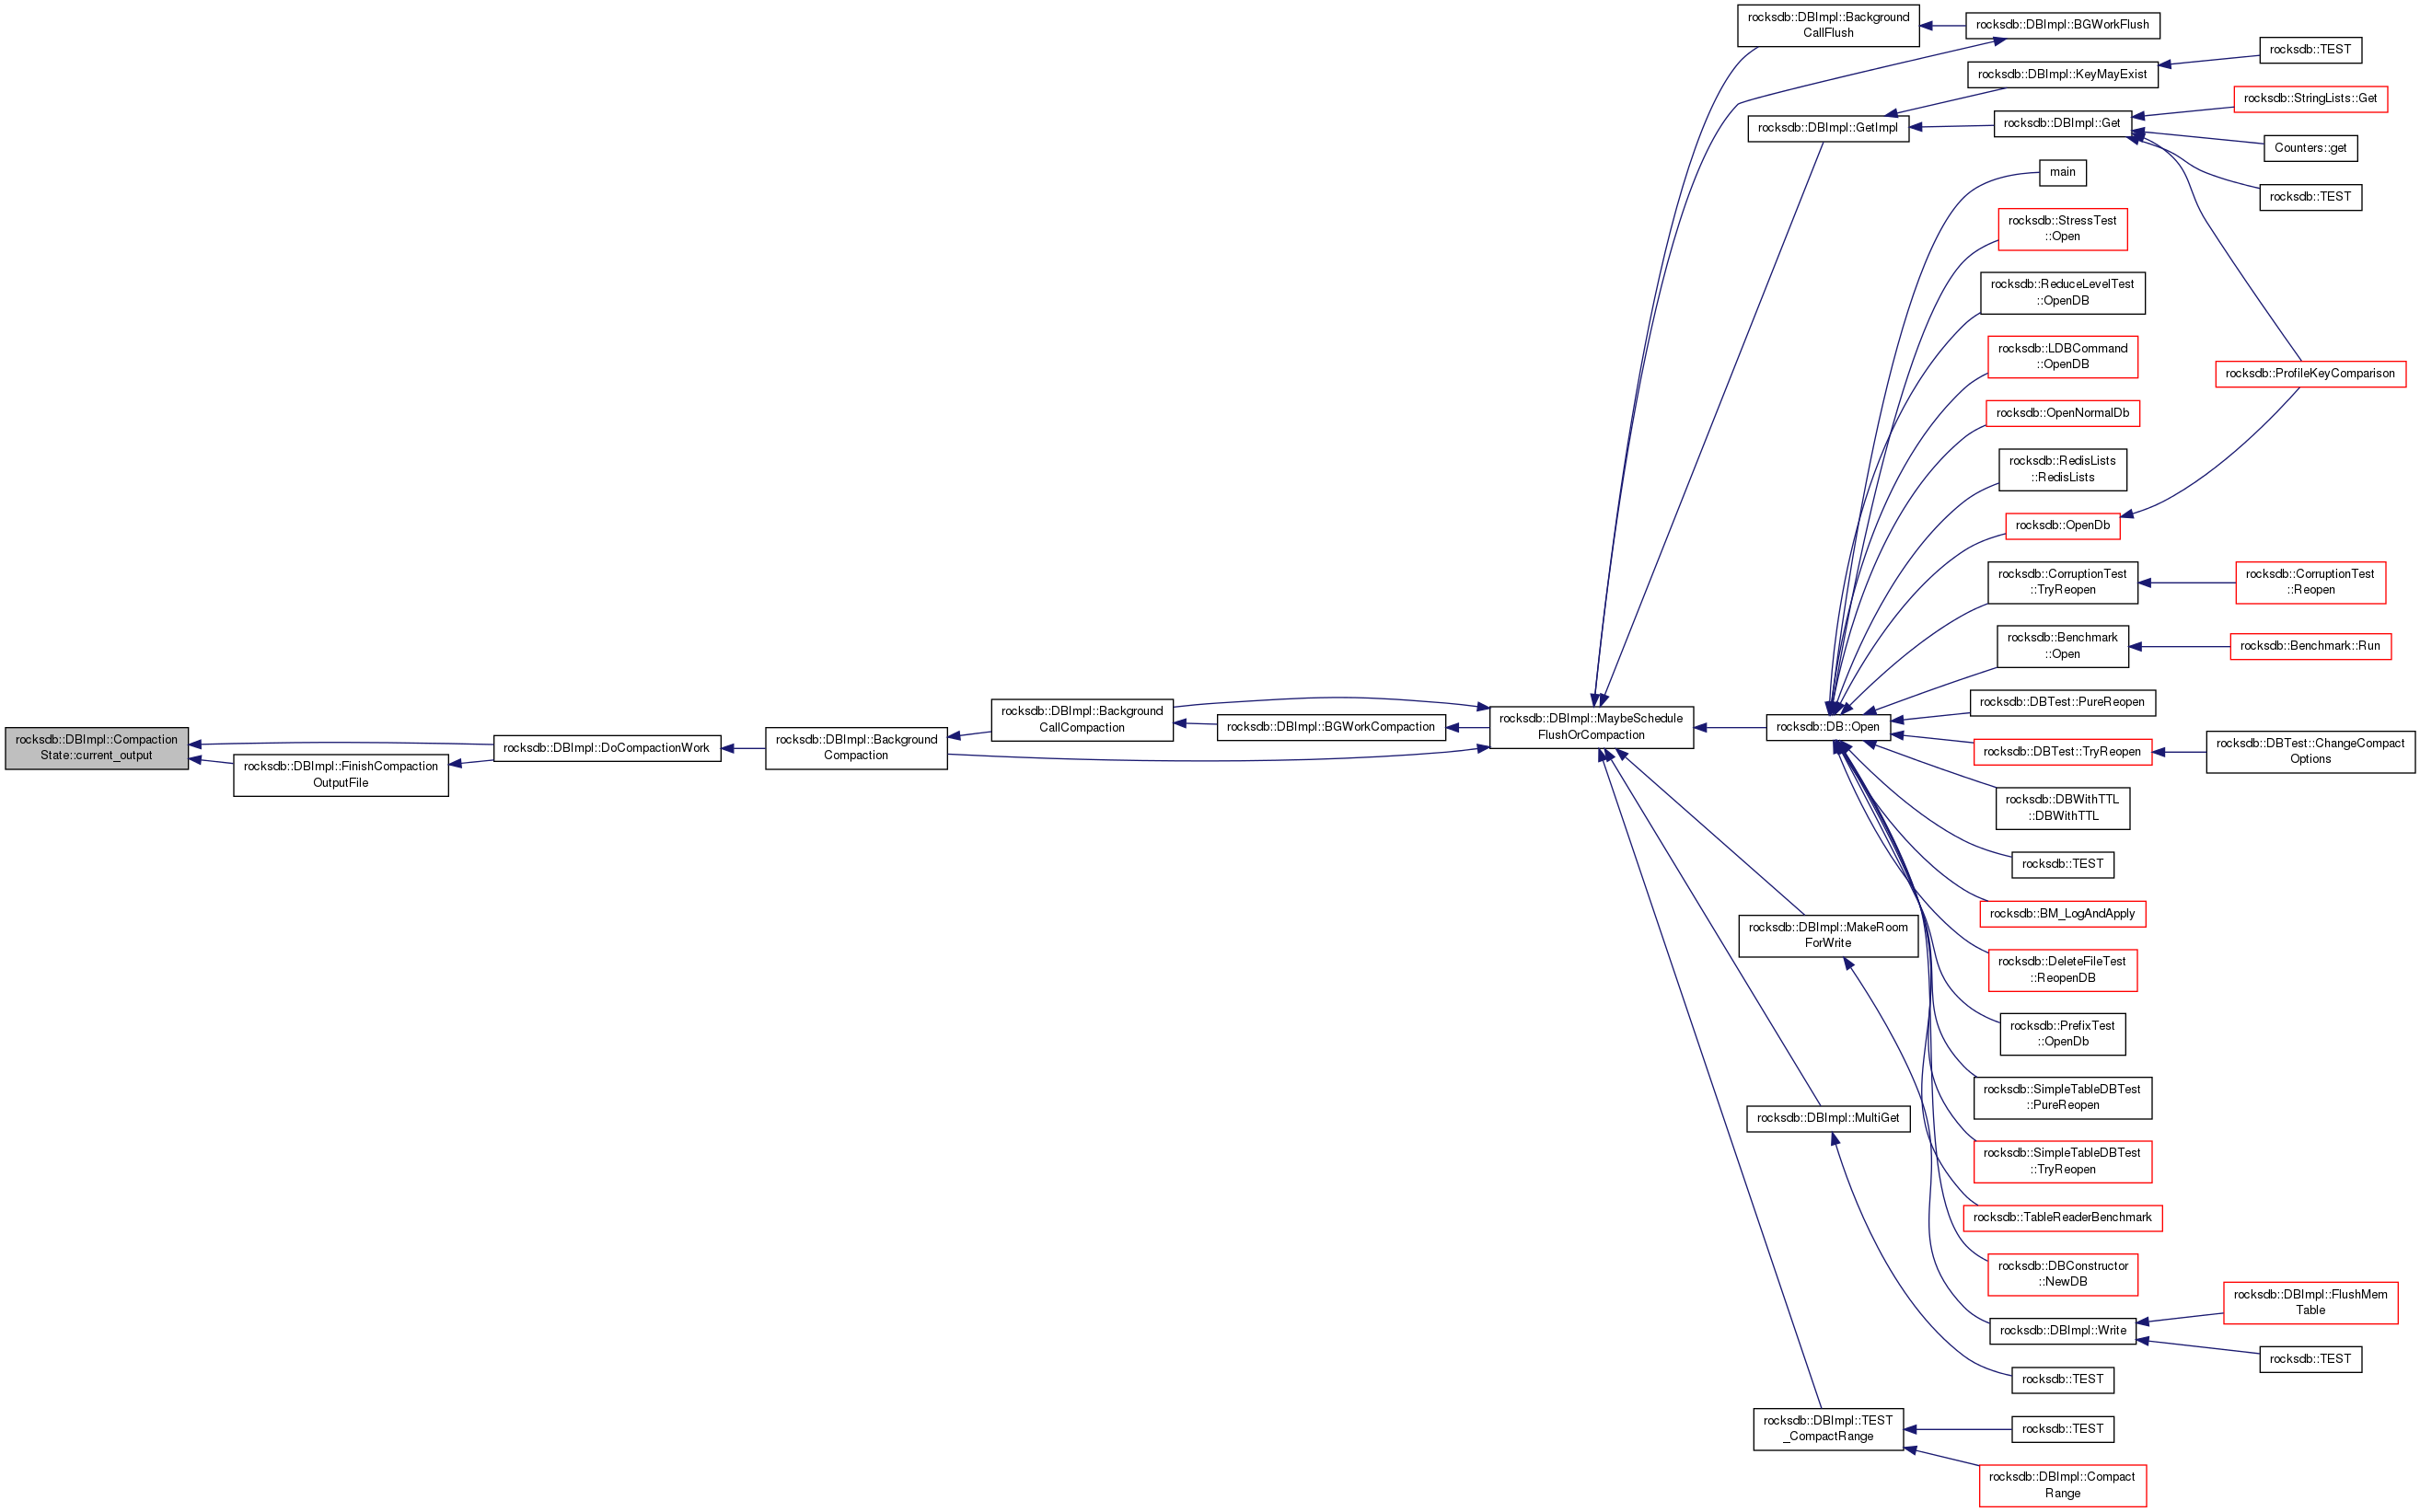 rocksdb::DBImpl::Compaction
State::current_output
rocksdb::DBImpl::FinishCompaction
OutputFile
rocksdb::DBImpl::DoCompactionWork
rocksdb::DBImpl::Background
Compaction
rocksdb::DBImpl::Background
CallCompaction
rocksdb::DBImpl::BGWorkCompaction
rocksdb::DBImpl::MaybeSchedule
FlushOrCompaction
rocksdb::DBImpl::Background
CallFlush
rocksdb::DBImpl::BGWorkFlush
rocksdb::DBImpl::GetImpl
rocksdb::DBImpl::KeyMayExist
rocksdb::TEST
rocksdb::DBImpl::Get
rocksdb::StringLists::Get
Counters::get
rocksdb::TEST
rocksdb::ProfileKeyComparison
rocksdb::DB::Open
main
rocksdb::StressTest
::Open
rocksdb::ReduceLevelTest
::OpenDB
rocksdb::LDBCommand
::OpenDB
rocksdb::OpenNormalDb
rocksdb::RedisLists
::RedisLists
rocksdb::OpenDb
rocksdb::CorruptionTest
::TryReopen
rocksdb::CorruptionTest
::Reopen
rocksdb::Benchmark
::Open
rocksdb::Benchmark::Run
rocksdb::DBTest::PureReopen
rocksdb::DBTest::TryReopen
rocksdb::DBTest::ChangeCompact
Options
rocksdb::DBWithTTL
::DBWithTTL
rocksdb::TEST
rocksdb::BM_LogAndApply
rocksdb::DeleteFileTest
::ReopenDB
rocksdb::PrefixTest
::OpenDb
rocksdb::SimpleTableDBTest
::PureReopen
rocksdb::SimpleTableDBTest
::TryReopen
rocksdb::TableReaderBenchmark
rocksdb::DBConstructor
::NewDB
rocksdb::DBImpl::MakeRoom
ForWrite
rocksdb::DBImpl::Write
rocksdb::DBImpl::FlushMem
Table
rocksdb::TEST
rocksdb::DBImpl::MultiGet
rocksdb::TEST
rocksdb::DBImpl::TEST
_CompactRange
rocksdb::TEST
rocksdb::DBImpl::Compact
Range